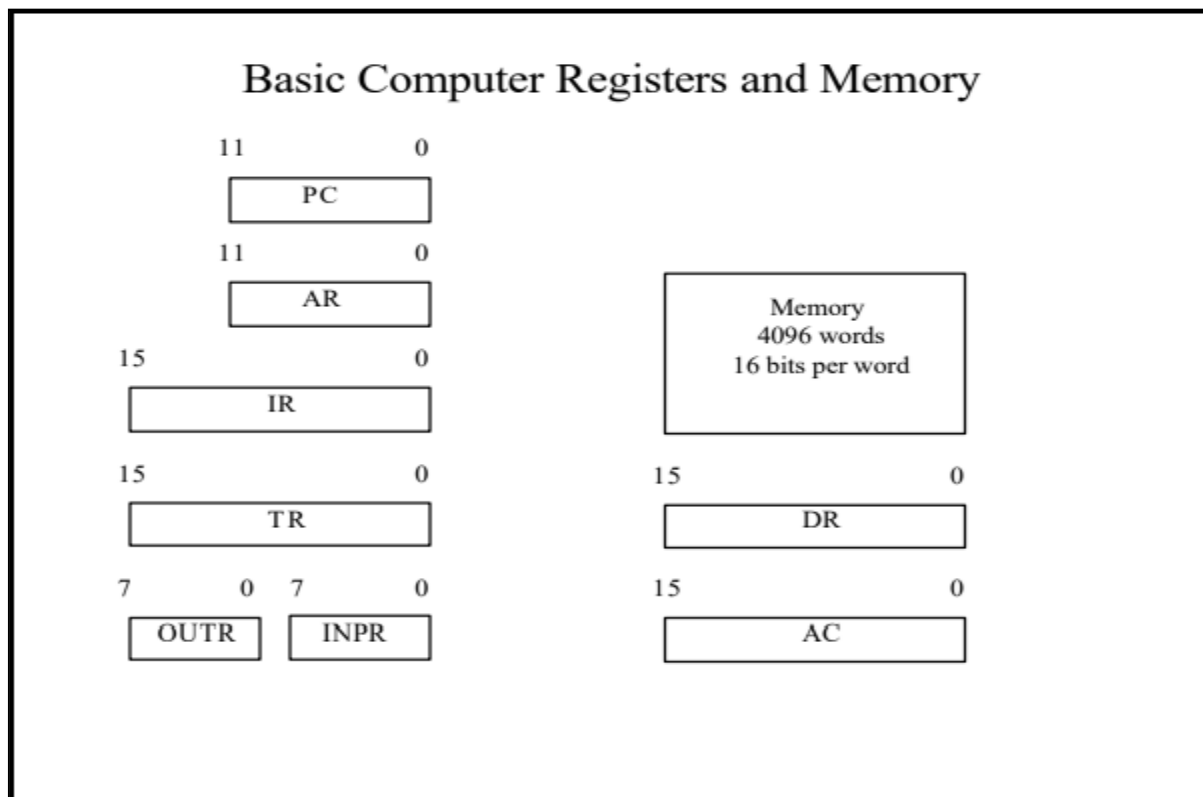 Basic Computer Registers and Memory
11 0
PC
11 0
AR
15 0
IR
15 0
TR
7 0 7 0
OUTR INPR
Memory
4096 words
16 bits per word
15 0
DR
15 0
AC